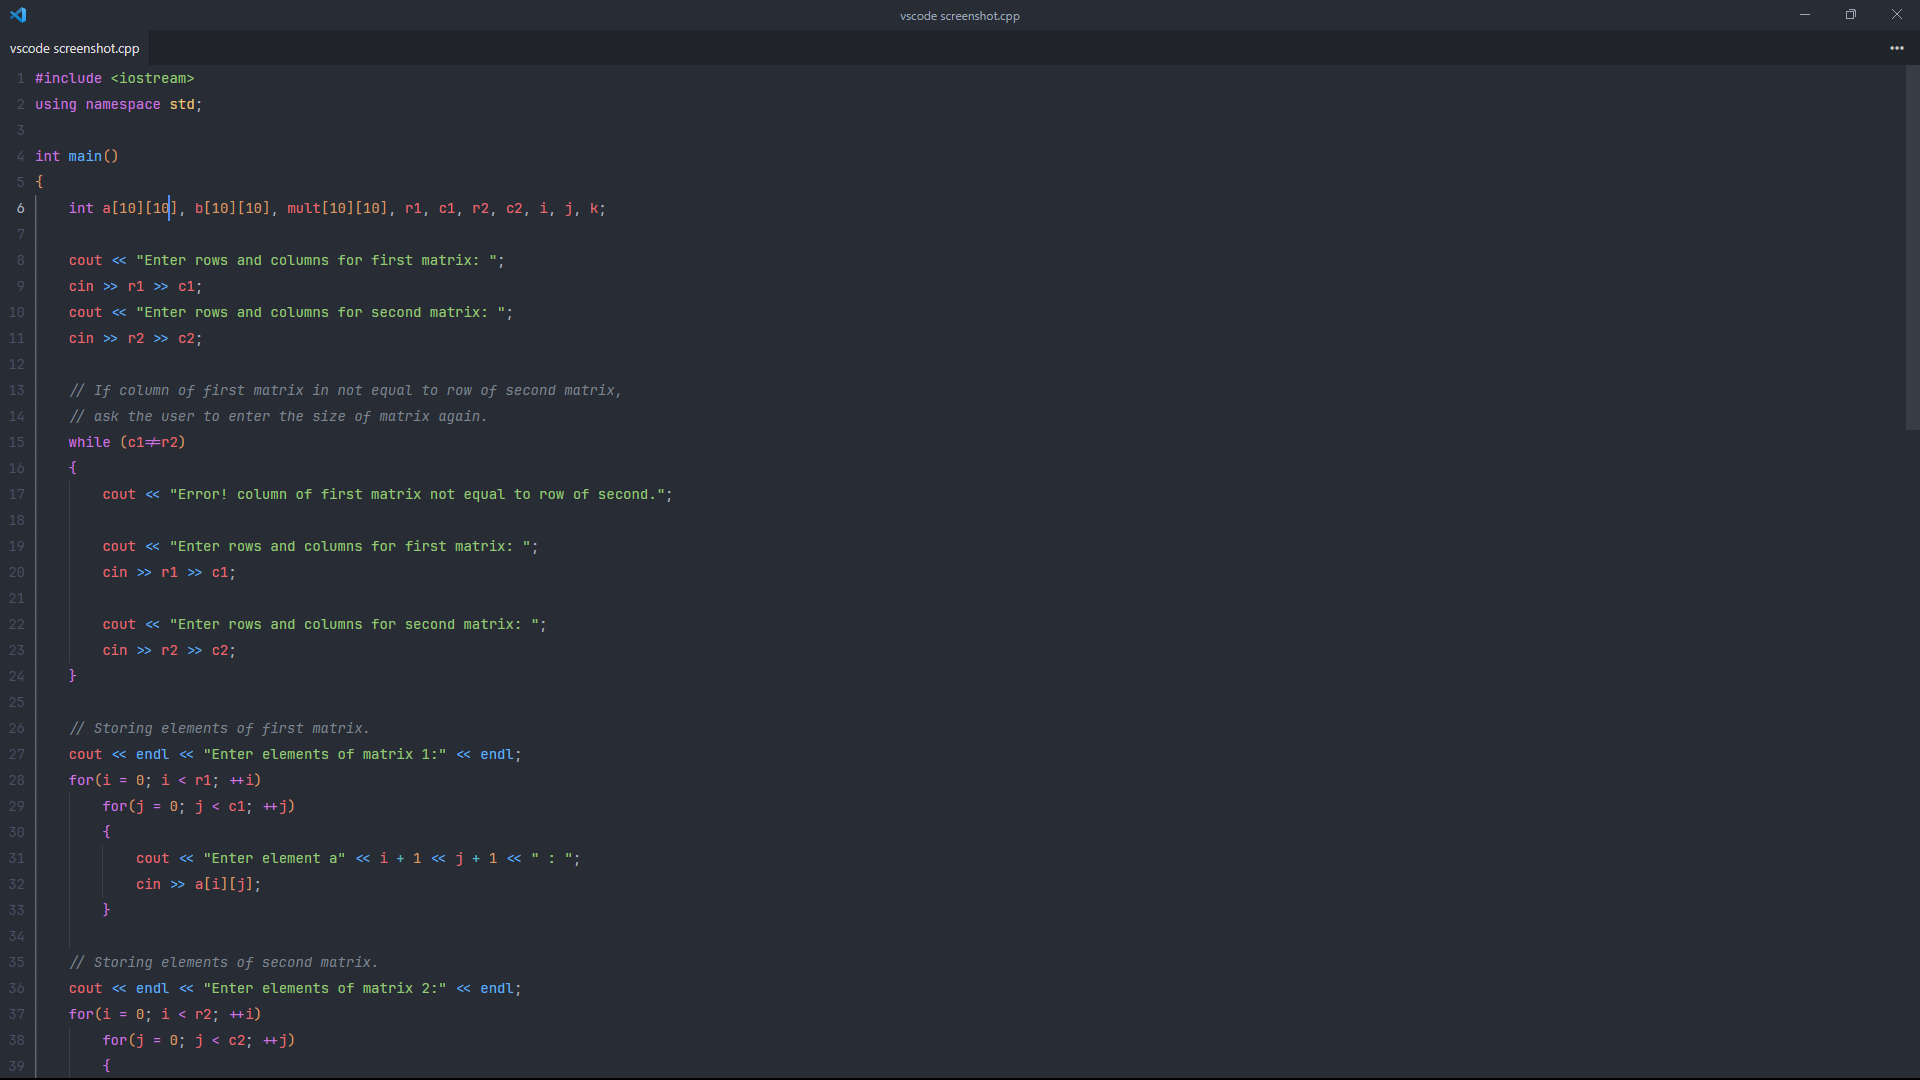 vscode screenshot.cpp
vscode screenshot.cpp
1 #include <iostream>
2 using namespace std;
3
4 int main()
5 {
6     int a[10][10], b[10][10], mult[10][10], r1, c1, r2, c2, i, j, k;
7
8     cout << "Enter rows and columns for first matrix: ";
9     cin >> r1 >> c1;
10     cout << "Enter rows and columns for second matrix: ";
11     cin >> r2 >> c2;
12
13     // If column of first matrix in not equal to row of second matrix,
14     // ask the user to enter the size of matrix again.
15     while (c1!=r2)
16     {
17         cout << "Error! column of first matrix not equal to row of second.";
18
19         cout << "Enter rows and columns for first matrix: ";
20         cin >> r1 >> c1;
21
22         cout << "Enter rows and columns for second matrix: ";
23         cin >> r2 >> c2;
24     }
25
26     // Storing elements of first matrix.
27     cout << endl << "Enter elements of matrix 1:" << endl;
28     for(i = 0; i < r1; ++i)
29         for(j = 0; j < c1; ++j)
30         {
31             cout << "Enter element a" << i + 1 << j + 1 << " : ";
32             cin >> a[i][j];
33         }
34
35     // Storing elements of second matrix.
36     cout << endl << "Enter elements of matrix 2:" << endl;
37     for(i = 0; i < r2; ++i)
38         for(j = 0; j < c2; ++j)
39         {